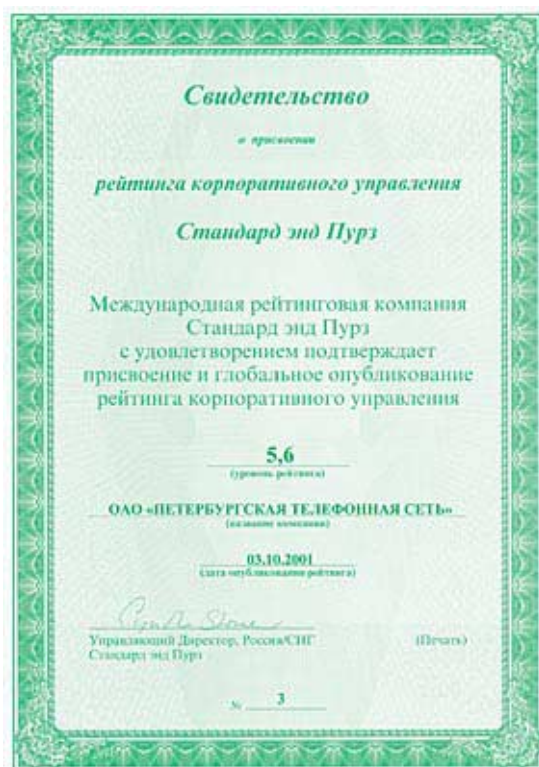 Свидетельство
о присвоении
рейтинга корпоративного управления
Стандард энд Пурз
Международная рейтинговая компания
Стандард энд Пурз
с удовлетворением подтверждает
присвоение и глобальное опубликование
рейтинга корпоративного управления
5,6
(уровень рейтинга)
ОАО «ПЕТЕРБУРГСКАЯ ТЕЛЕФОННАЯ СЕТЬ»
(название компании)
03.10.2001
(дата опубликования рейтинга)
Управляющий Директор, Россия/СНГ (Печать)
Стандард энд Пурз
№ 3